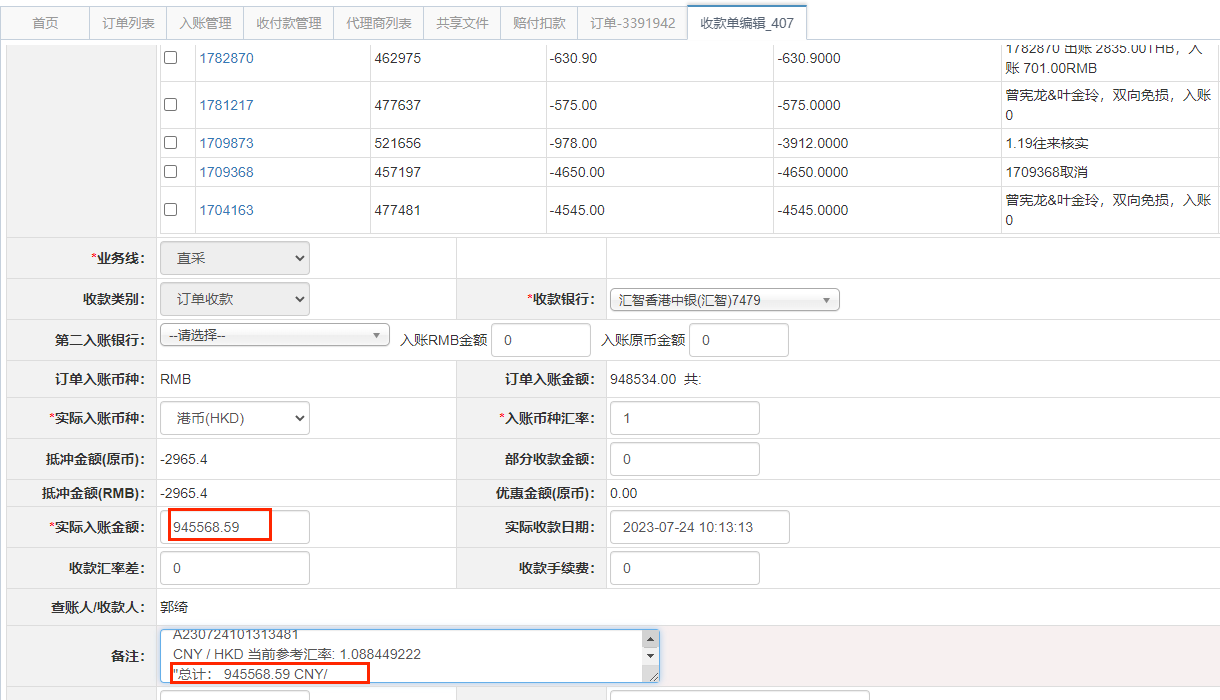 首页 订单列表 入账管理 收付款管理 代理商列表 共享文件 赔付扣款 订单-3391942 收款单编辑_407
1782870 462975 -630.90 -630.9000 1782870 出账 2835.00THB，入
账 701.00RMB
1781217 477637 -575.00 -575.0000 曾宪龙&叶金玲，双向免损，入账
0
1709873 521656 -978.00 -3912.0000 1.19往来核实
1709368 457197 -4650.00 -4650.0000 1709368取消
1704163 477481 -4545.00 -4545.0000 曾宪龙&叶金玲，双向免损，入账
0
*业务线： 直采
收款类别： 订单收款 *收款银行： 汇智香港中银(汇智)7479
第二入账银行： --请选择-- 入账RMB金额 0 入账原币金额 0
订单入账币种： RMB 订单入账金额： 948534.00 共:
*实际入账币种： 港币(HKD) *入账币种汇率： 1
抵冲金额(原币)： -2965.4 部分收款金额： 0
抵冲金额(RMB)： -2965.4 优惠金额(原币)： 0.00
*实际入账金额： 945568.59 实际收款日期： 2023-07-24 10:13:13
收款汇率差： 0 收款手续费： 0
查账人/收款人： 郭绮
备注： A230724101313481
CNY / HKD 当前参考汇率: 1.088449222
"总计： 945568.59 CNY/